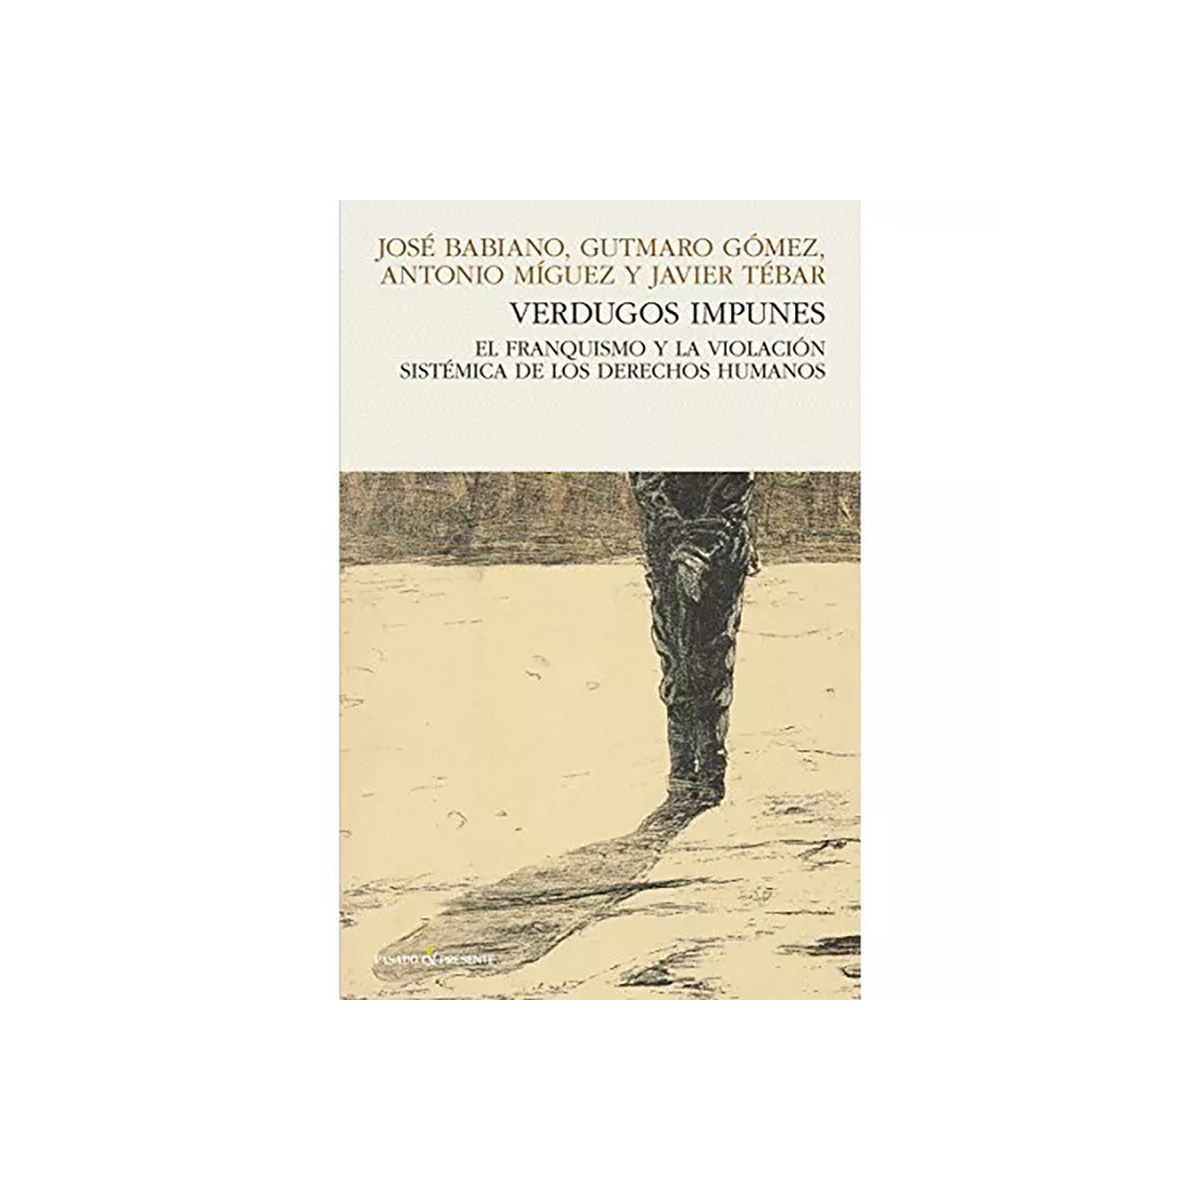 JOSÉ BABIANO, GUTMARO GÓMEZ,
ANTONIO MÍGUEZ Y JAVIER TÉBAR
VERDUGOS IMPUNES
EL FRANQUISMO Y LA VIOLACIÓN
SISTÉMICA DE LOS DERECHOS HUMANOS
PASADO & PRESENTE